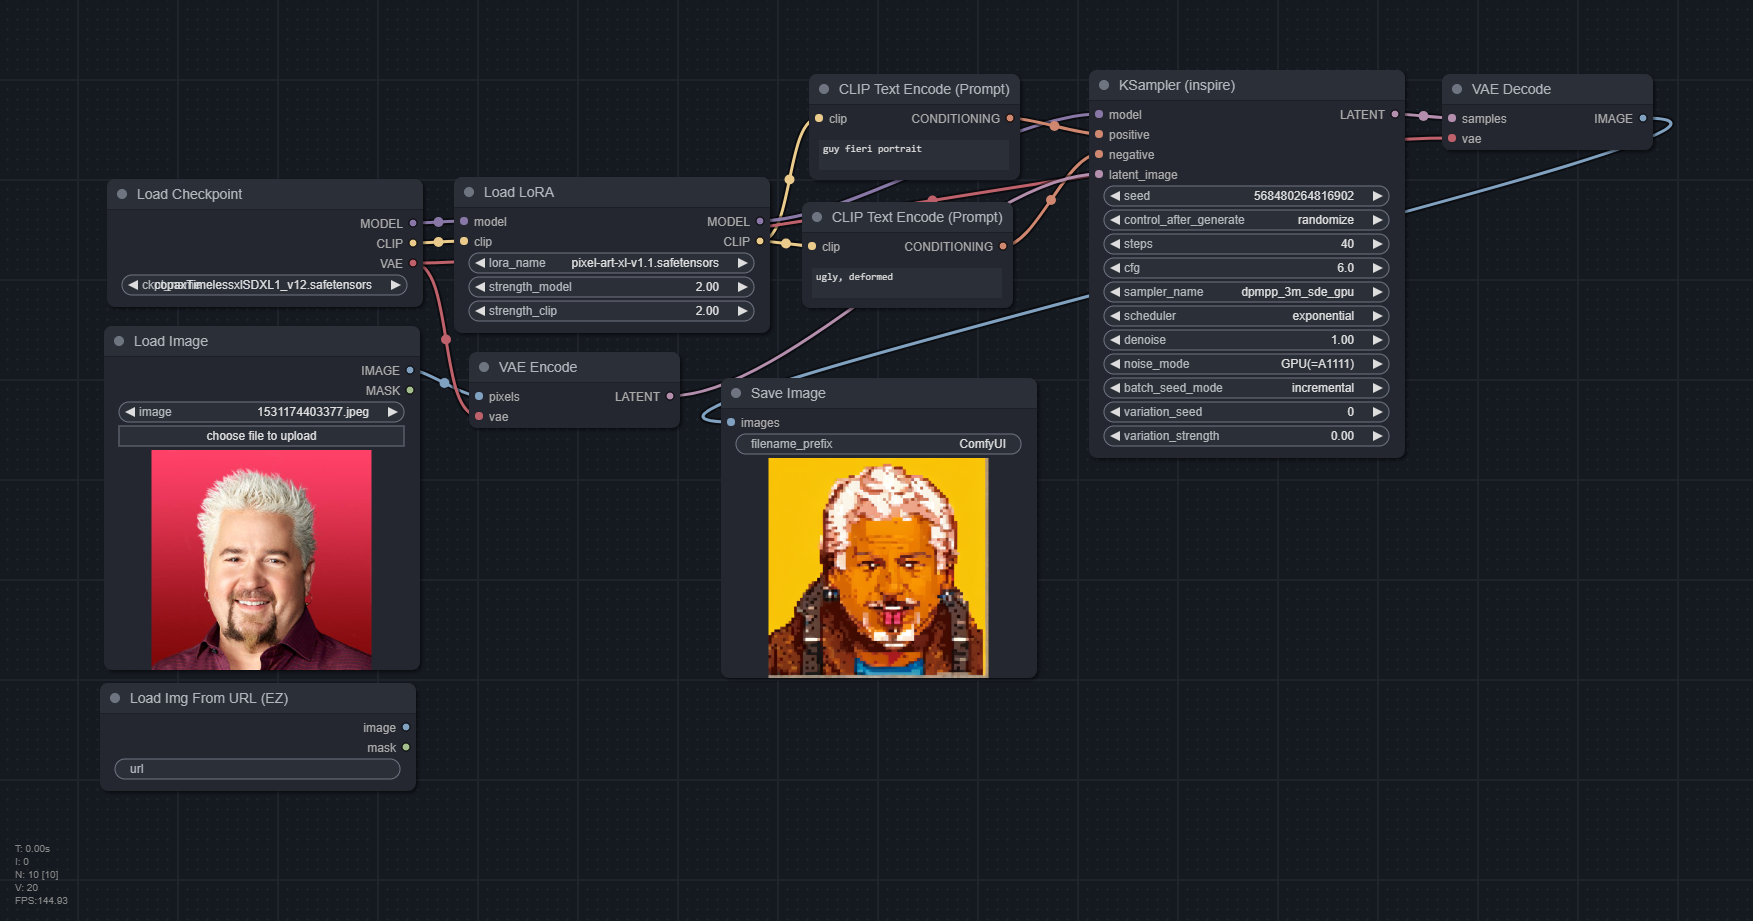 Load Checkpoint
MODEL
CLIP
VAE
copaxTimelessxlSDXL1_v12.safetensors
Load LoRA
model MODEL
clip CLIP
lora_name pixel-art-xl-v1.1.safetensors
strength_model 2.00
strength_clip 2.00
CLIP Text Encode (Prompt)
clip CONDITIONING
guy fieri portrait
CLIP Text Encode (Prompt)
clip CONDITIONING
ugly, deformed
KSampler (inspire)
model LATENT
positive
negative
latent_image
seed 568480264816902
control_after_generate randomize
steps 40
cfg 6.0
sampler_name dpmpp_3m_sde_gpu
scheduler exponential
denoise 1.00
noise_mode GPU(=A1111)
batch_seed_mode incremental
variation_seed 0
variation_strength 0.00
VAE Decode
samples IMAGE
vae
Load Image
IMAGE
MASK
image 1531174403377.jpeg
choose file to upload
VAE Encode
pixels LATENT
vae
Save Image
images
filename_prefix ComfyUI
Load Img From URL (EZ)
image
mask
url
T: 0.00s
I: 0
N: 10 [10]
V: 20
FPS:144.93